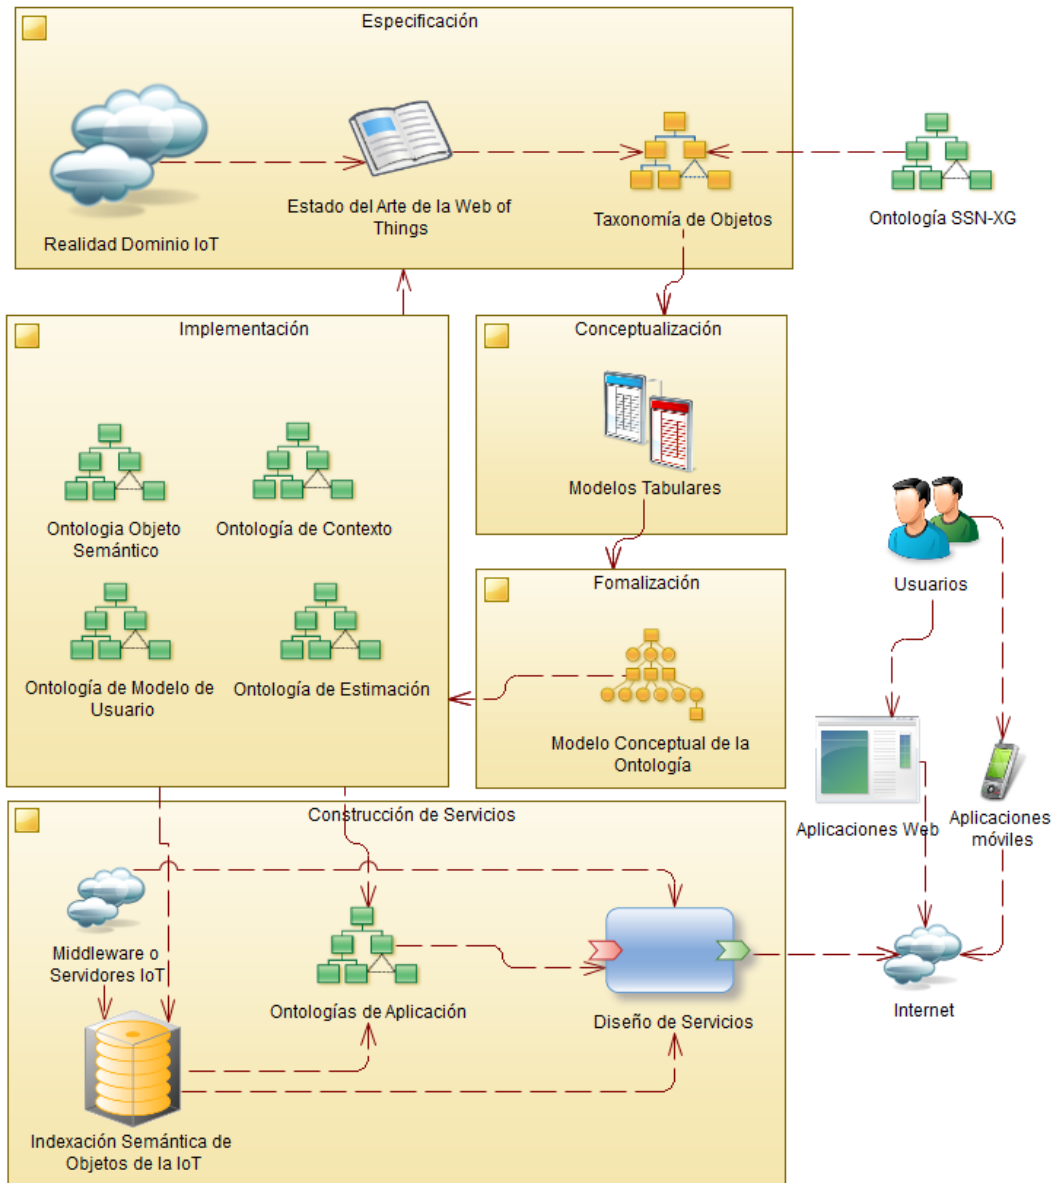 Especificación
Realidad Dominio IoT
Estado del Arte de la Web of
Things
Taxonomía de Objetos
Ontología SSN-XG
Implementación
Ontologia Objeto
Semántico
Ontología de Contexto
Ontología de Modelo de
Usuario
Ontología de Estimación
Conceptualización
Modelos Tabulares
Fomalización
Modelo Conceptual de la
Ontología
Usuarios
Aplicaciones Web
Aplicaciones
móviles
Internet
Construcción de Servicios
Middleware o
Servidores IoT
Ontologías de Aplicación
Diseño de Servicios
Indexación Semántica de
Objetos de la IoT